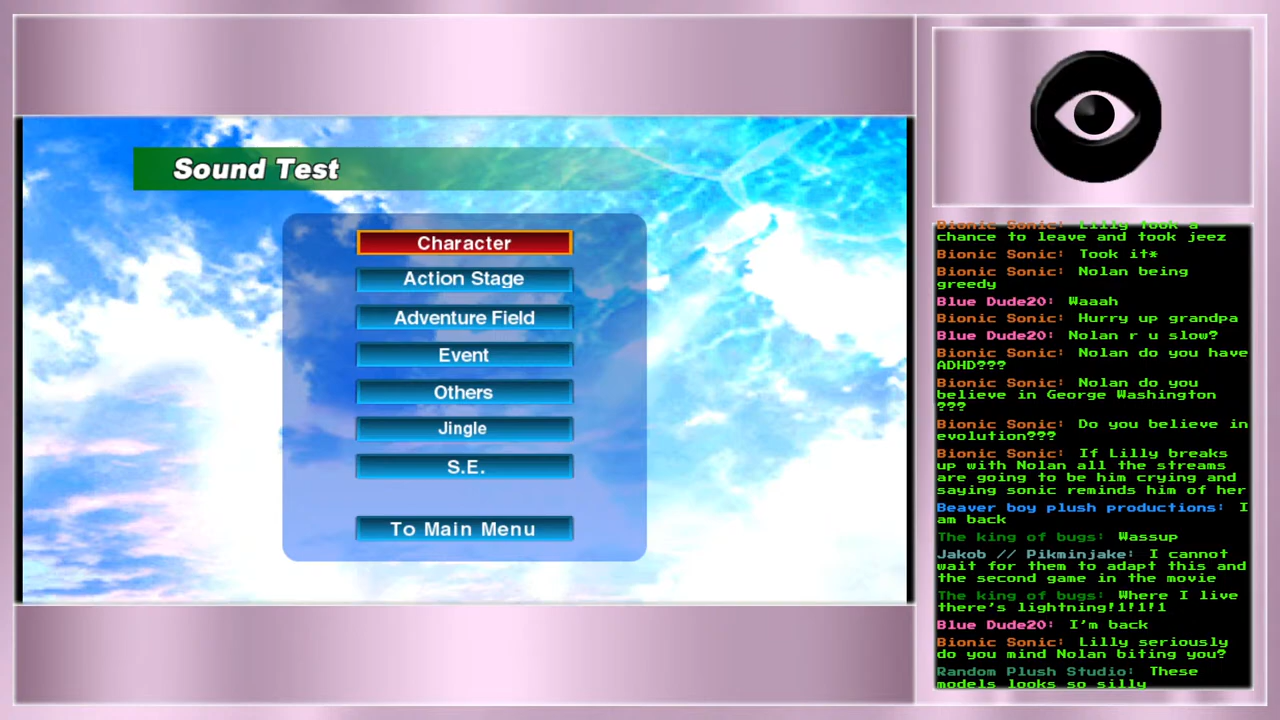 Sound Test
Character
Action Stage
Adventure Field
Event
Others
Jingle
S.E.
To Main Menu
Bionic Sonic: Lilly took a
chance to leave and took jeez
Bionic Sonic: Took it*
Bionic Sonic: Nolan being
greedy
Blue Dude20: Waaah
Bionic Sonic: Hurry up grandpa
Blue Dude20: Nolan r u slow?
Bionic Sonic: Nolan do you have
ADHD???
Bionic Sonic: Nolan do you
believe in George Washington
???
Bionic Sonic: Do you believe in
evolution???
Bionic Sonic: If Lilly breaks
up with Nolan all the streams
are going to be him crying and
saying sonic reminds him of her
Beaver boy plush productions: I
am back
The king of bugs: Wassup
Jakob // Pikminjake: I cannot
wait for them to adapt this and
the second game in the movie
The king of bugs: Where I live
there's lightning!1!1!1
Blue Dude20: I'm back
Bionic Sonic: Lilly seriously
do you mind Nolan biting you?
Random Plush Studio: These
models looks so silly